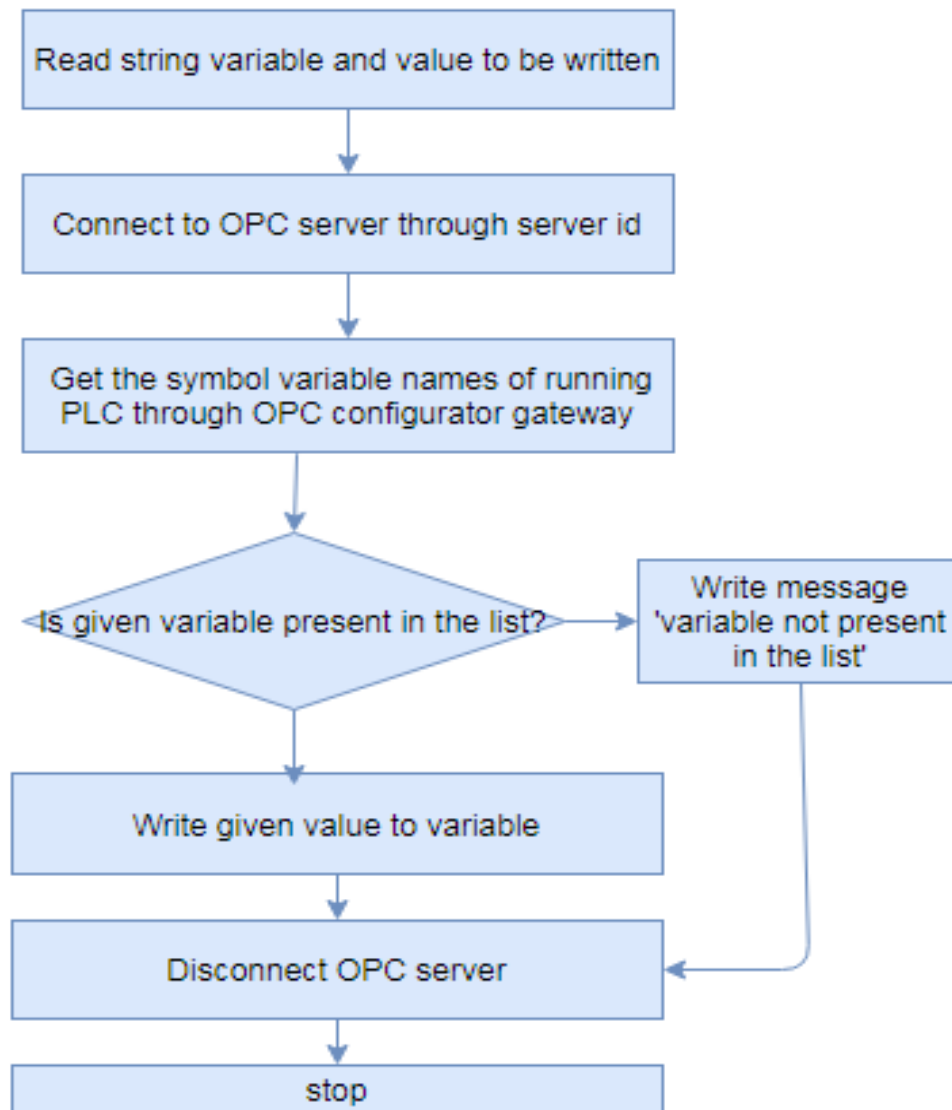 Read string variable and value to be written
Connect to OPC server through server id
Get the symbol variable names of running
PLC through OPC configurator gateway
Is given variable present in the list?
Write message
'variable not present
in the list'
Write given value to variable
Disconnect OPC server
stop